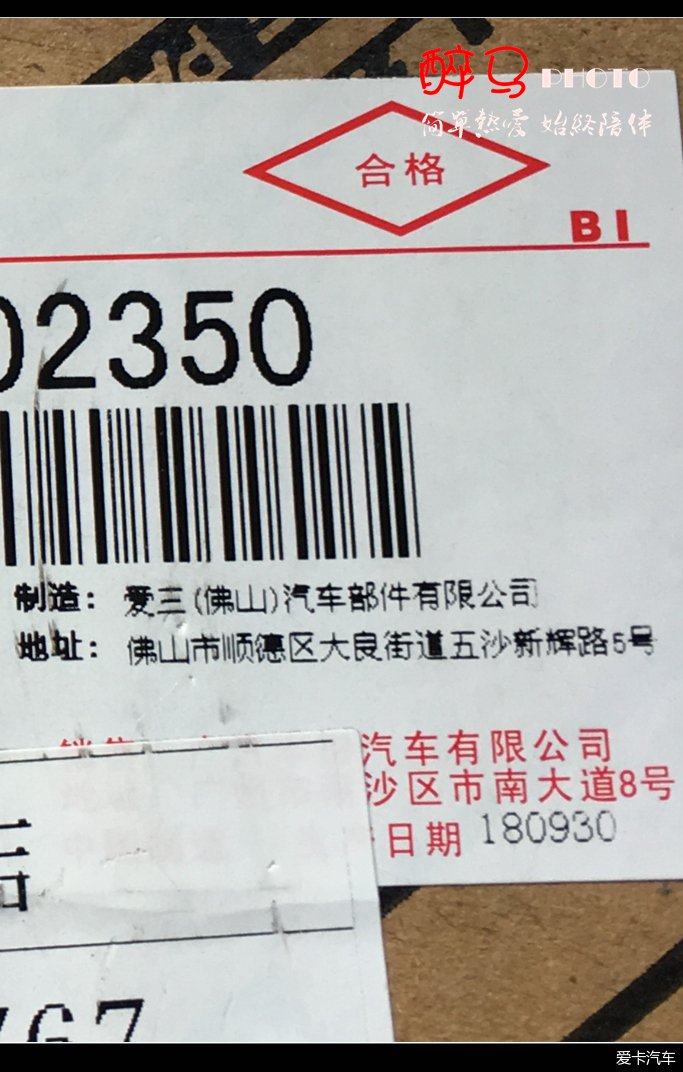 醉马 PHOTO
简单热爱 始终陪伴
合格
BI
02350
制造：爱三(佛山)汽车部件有限公司
地址：佛山市顺德区大良街道五沙新辉路5号
汽车有限公司
沙区市南大道8号
日期 180930
767
爱卡汽车